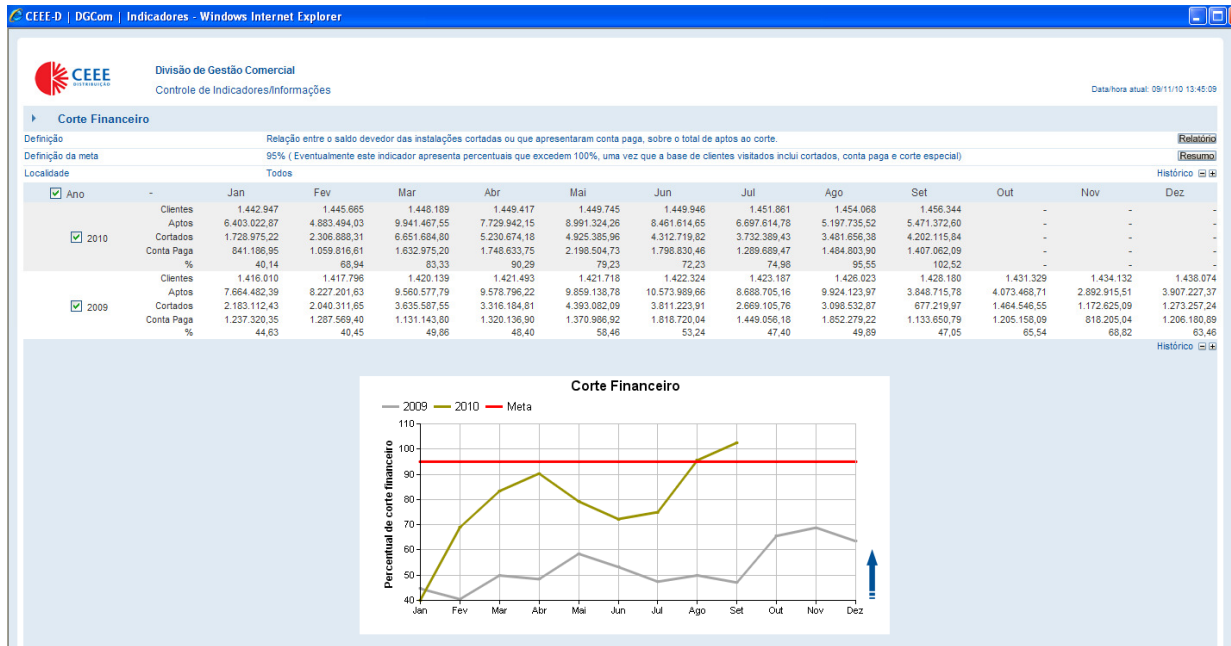 CEEE-D | DGCom | Indicadores - Windows Internet Explorer
CEEE
DISTRIBUIÇÃO
Divisão de Gestão Comercial
Controle de Indicadores/Informações
Data/hora atual: 09/11/10 13:45:09
Corte Financeiro
Definição Relação entre o saldo devedor das instalações cortadas ou que apresentaram conta paga, sobre o total de aptos ao corte. Relatório
Definição da meta 95% ( Eventualmente este indicador apresenta percentuais que excedem 100%, uma vez que a base de clientes visitados inclui cortados, conta paga e corte especial) Resumo
Localidade Todos Histórico
Ano - Jan Fev Mar Abr Mai Jun Jul Ago Set Out Nov Dez
Clientes 1.442.947 1.445.665 1.448.189 1.449.417 1.449.745 1.449.946 1.451.861 1.454.068 1.456.344 - - -
Aptos 6.403.022,87 4.883.494,03 9.941.467,55 7.729.942,15 8.991.324,26 8.461.614,65 6.697.614,78 5.197.735,52 5.471.372,60 - - -
2010 Cortados 1.728.975,22 2.306.888,31 6.651.684,80 5.230.674,18 4.925.385,96 4.312.719,82 3.732.389,43 3.481.656,38 4.202.115,84 - - -
Conta Paga 841.186,95 1.059.816,61 1.632.975,20 1.748.633,75 2.198.504,73 1.798.830,46 1.289.689,47 1.484.803,90 1.407.062,09 - - -
% 40,14 68,94 83,33 90,29 79,23 72,23 74,98 95,55 102,52 - - -
Clientes 1.416.010 1.417.796 1.420.139 1.421.493 1.421.718 1.422.324 1.423.187 1.426.023 1.428.180 1.431.329 1.434.132 1.438.074
Aptos 7.664.482,39 8.227.201,63 9.560.577,79 9.578.796,22 9.859.138,78 10.573.989,66 8.688.705,16 9.924.123,97 3.848.715,78 4.073.468,71 2.892.915,51 3.907.227,37
2009 Cortados 2.183.112,43 2.040.311,65 3.635.587,55 3.316.184,81 4.393.082,09 3.811.223,91 2.669.105,76 3.098.532,87 677.219,97 1.464.546,55 1.172.625,09 1.273.257,24
Conta Paga 1.237.320,35 1.287.569,40 1.131.143,80 1.320.136,90 1.370.986,92 1.818.720,04 1.449.056,18 1.852.279,22 1.133.650,79 1.205.158,09 818.205,04 1.206.180,89
% 44,63 40,45 49,86 48,40 58,46 53,24 47,40 49,89 47,05 65,54 68,82 63,46
Histórico
Corte Financeiro
2009 2010 Meta
Percentual de corte financeiro
110
100
90
80
70
60
50
40
Jan Fev Mar Abr Mai Jun Jul Ago Set Out Nov Dez